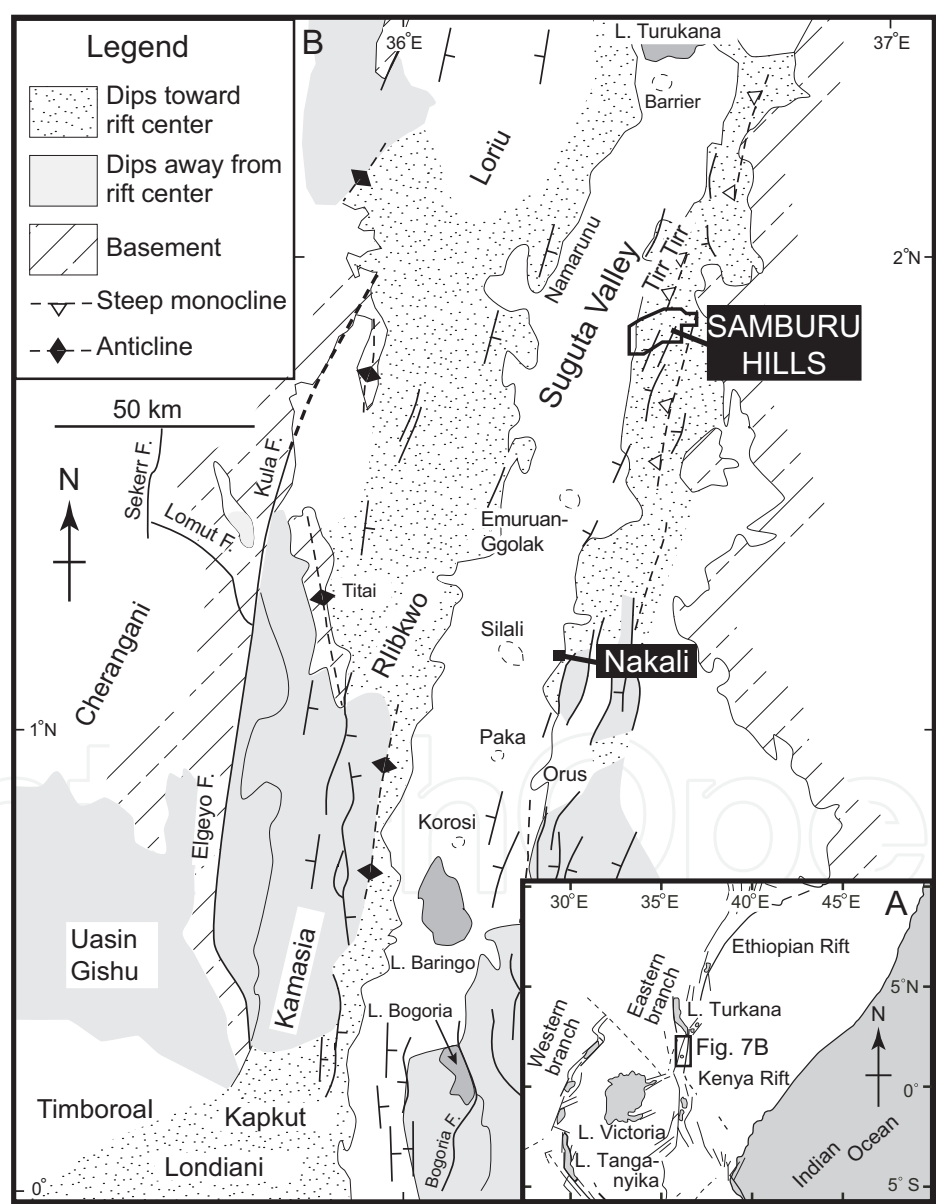 Legend
Dips toward
rift center
Dips away from
rift center
Basement
Steep monocline
Anticline
B
36°E
L. Turukana
37°E
Barrier
Loriu
Namarunu
Suguta Valley
Tirr Tirr
2°N
SAMBURU
HILLS
50 km
N
Sekerr F.
Lomut F.
Kula F.
Cherangani
Emuruan-
Ggolak
Titai
Rlibkwo
Silali
Nakali
1°N
Paka
Orus
Elgeyo F.
Korosi
Uasin
Gishu
Kamasia
L. Baringo
L. Bogoria
Bogoria F.
Timboroal
Kapkut
Londiani
0°
A
30°E
35°E
40°E
45°E
Ethiopian Rift
Eastern
branch
Western
branch
5°N
L. Turkana
N
Fig. 7B
Kenya Rift
0°
L. Victoria
L. Tanga-
nyika
Indian Ocean
5°S